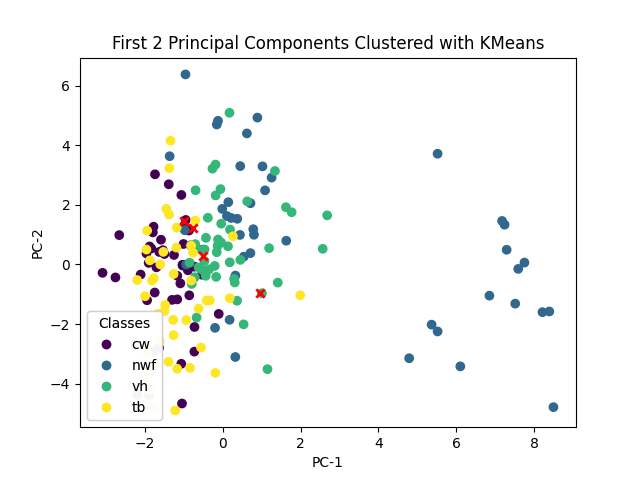 First 2 Principal Components Clustered with KMeans
6
4
2
0
−2
−4
PC-2
Classes
cw
nwf
vh
tb
−2 0 2 4 6 8
PC-1